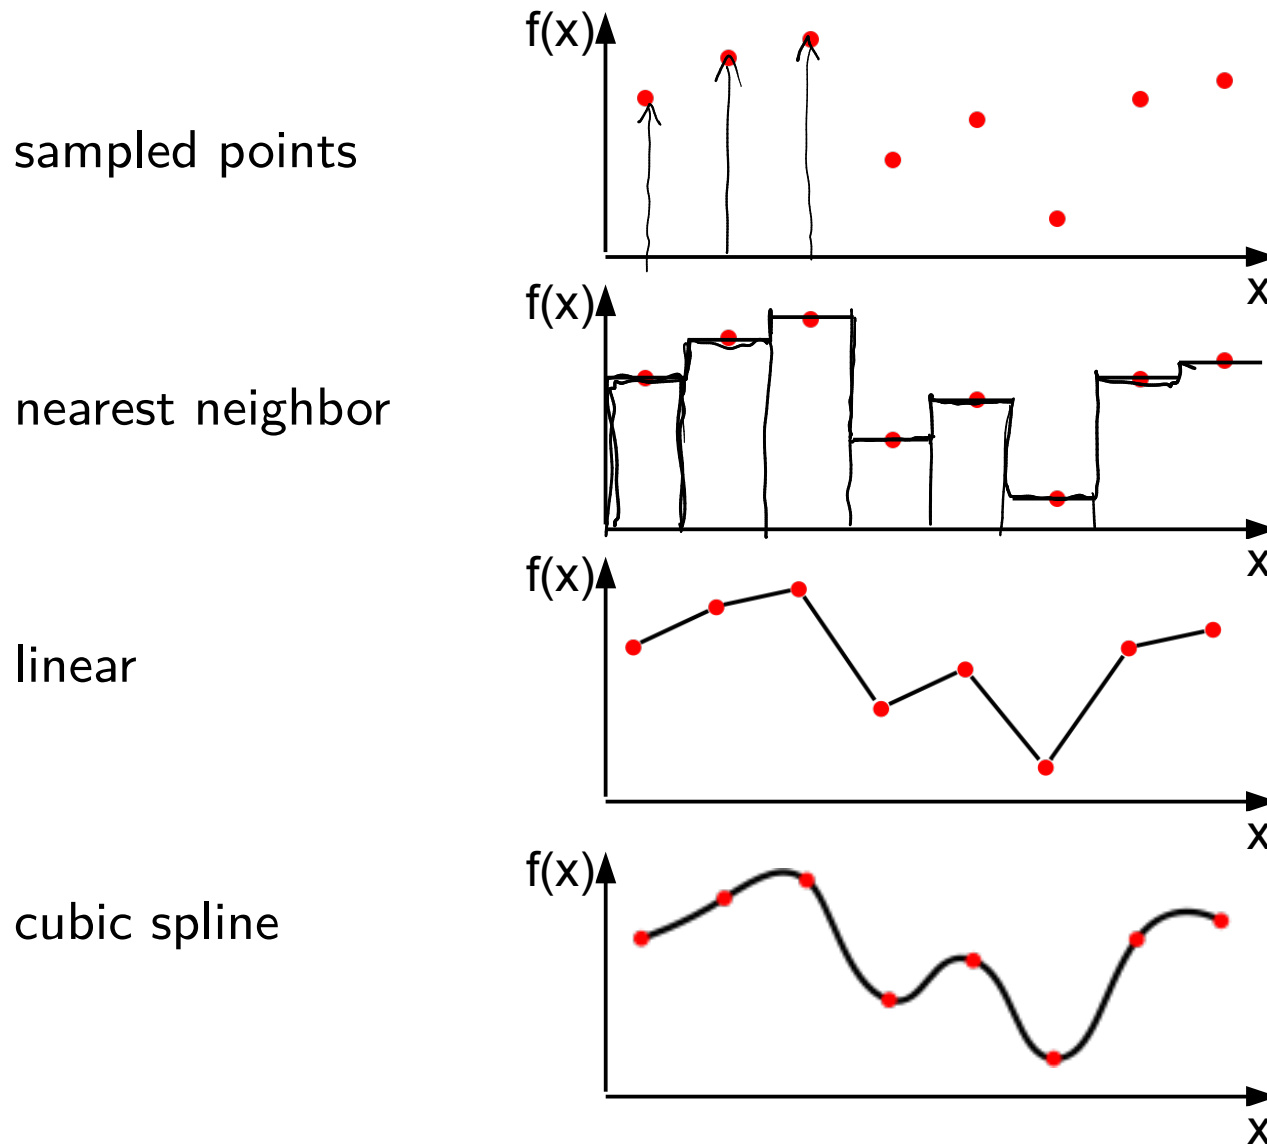 f(x)
sampled points
x
f(x)
nearest neighbor
x
f(x)
linear
x
f(x)
cubic spline
x